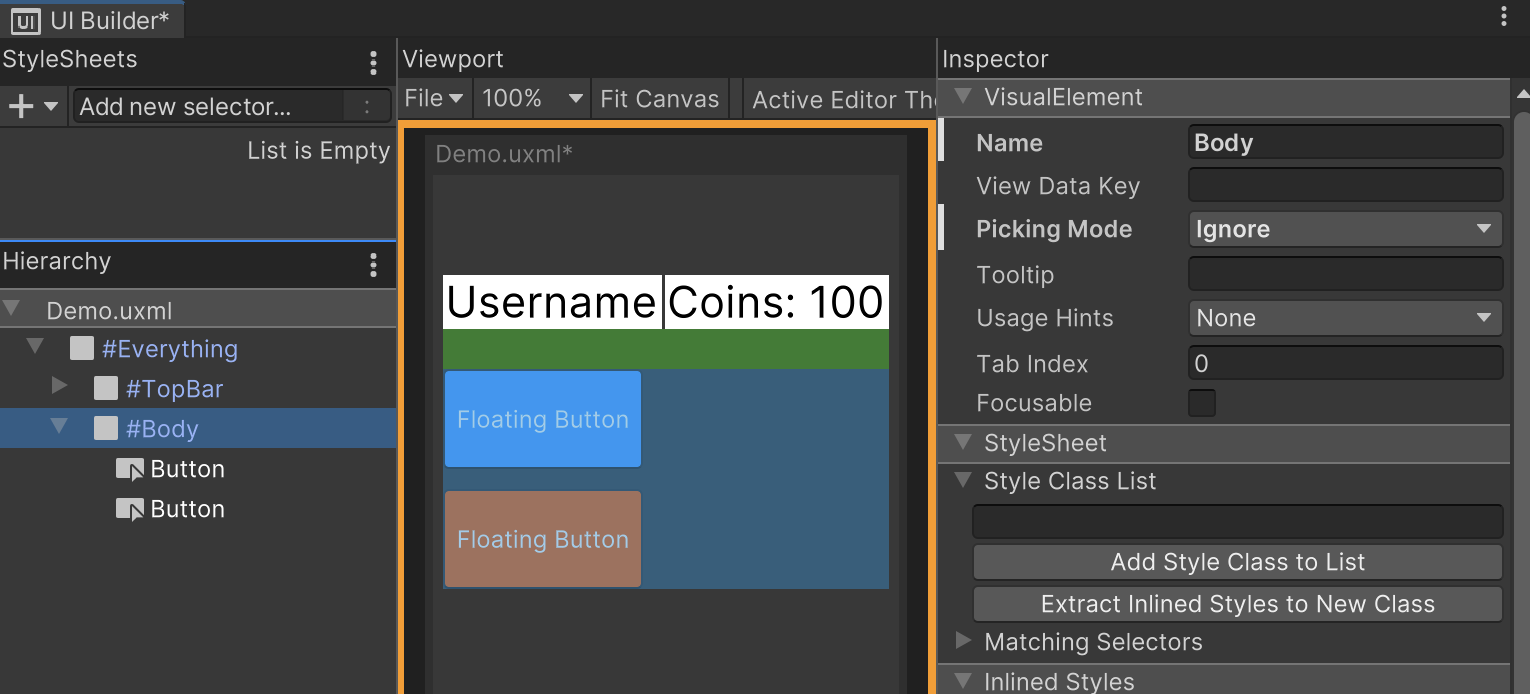 UI UI Builder*
StyleSheets
Add new selector...
List is Empty
Hierarchy
Demo.uxml
#Everything
#TopBar
#Body
Button
Button
Viewport
File 100% Fit Canvas Active Editor The
Demo.uxml*
Username Coins: 100
Floating Button
Floating Button
Inspector
VisualElement
Name Body
View Data Key
Picking Mode Ignore
Tooltip
Usage Hints None
Tab Index 0
Focusable
StyleSheet
Style Class List
Add Style Class to List
Extract Inlined Styles to New Class
Matching Selectors
Inlined Styles